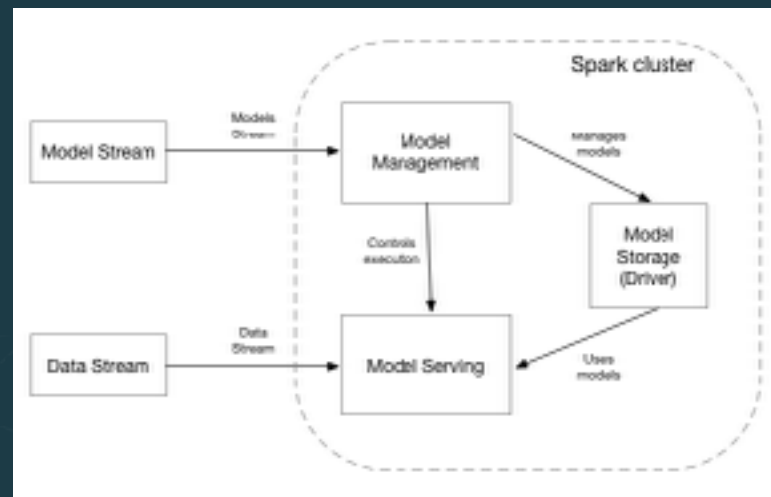 Spark cluster
Models
Stream
Model Stream
Model
Management
Manages
models
Controls
execution
Model
Storage
(Driver)
Data
Stream
Data Stream
Model Serving
Uses
models